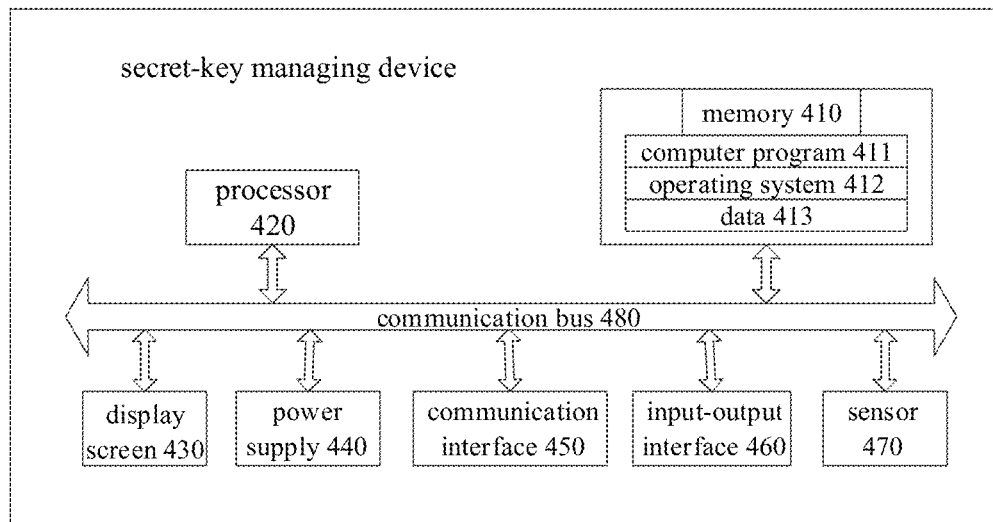 secret-key managing device
memory 410
computer program 411
operating system 412
data 413
processor
420
communication bus 480
display
screen 430
power
supply 440
communication
interface 450
input-output
interface 460
sensor
470